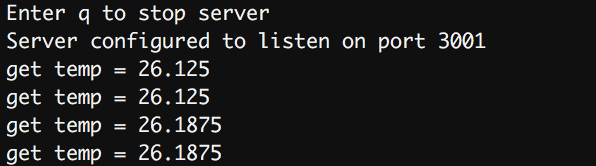 Enter q to stop server
Server configured to listen on port 3001
get temp = 26.125
get temp = 26.125
get temp = 26.1875
get temp = 26.1875